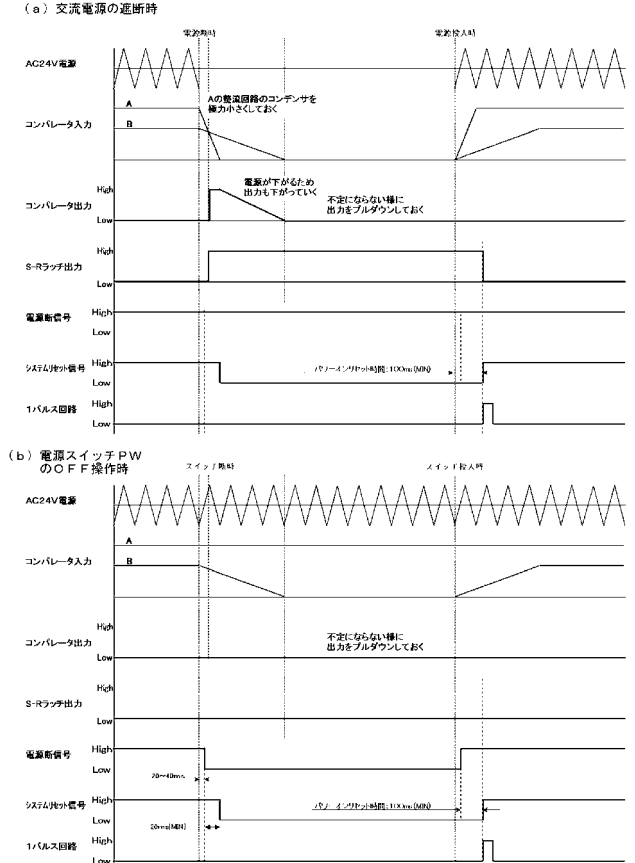 (a) 交流電源の遮断時
電源断時
電源投入時
AC24V電源
A
Aの整流回路のコンデンサを
極力小さくしておく
コンパレータ入力
B
High
電源が下がるため
出力も下がっていく
不定にならない様に
出力をプルダウンしておく
コンパレータ出力
Low
High
S-Rラッチ出力
Low
電源断信号
High
Low
システムリセット信号
High
パワーオンリセット時間:100ms(MIN)
Low
1パルス回路
High
Low
(b) 電源スイッチPW
のOFF操作時
スイッチ断時
スイッチ投入時
AC24V電源
A
コンパレータ入力
B
High
不定にならない様に
コンパレータ出力
出力をプルダウンしておく
Low
High
S-Rラッチ出力
Low
電源断信号
High
Low
20~40ms
システムリセット信号
High
パワーオンリセット時間:100ms(MIN)
Low
20ms(MIN)
1パルス回路
High
Low